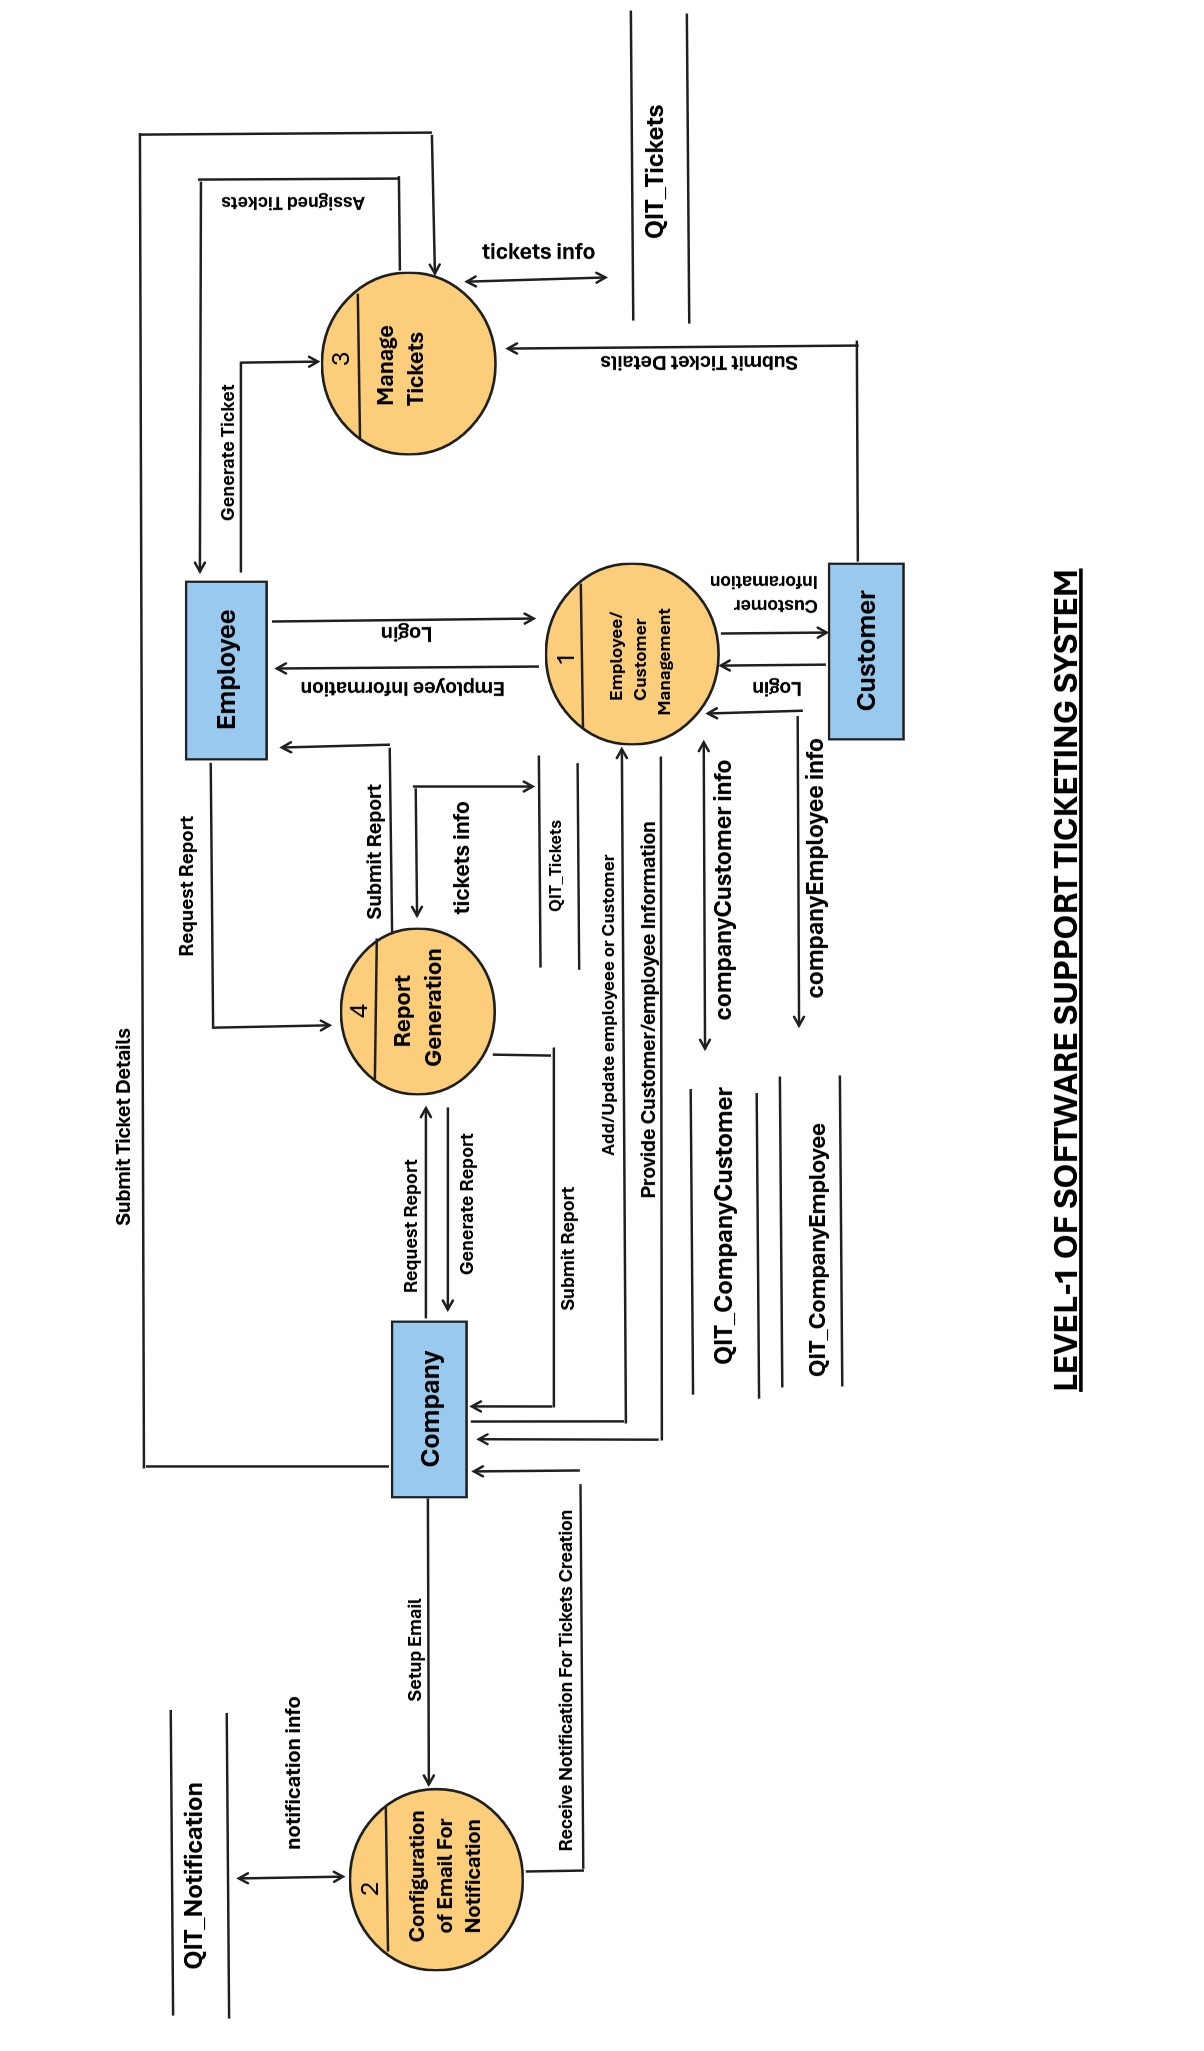 QIT_Notification
notification info
2
Configuration
of Email For
Notification
Setup Email
Receive Notification For Tickets Creation
Submit Ticket Details
Company
Request Report
Generate Report
Submit Report
Request Report
4
Report
Generation
Submit Report
tickets info
QIT_Tickets
Add/Update employeee or Customer
Provide Customer/employee Information
QIT_CompanyCustomer
QIT_CompanyEmployee
companyCustomer info
companyEmployee info
Employee
Login
Employee Information
1
Employee/
Customer
Management
Customer
Inforamation
Login
Customer
Generate Ticket
Assigned Tickets
3
Manage
Tickets
tickets info
Submit Ticket Details
QIT_Tickets
LEVEL-1 OF SOFTWARE SUPPORT TICKETING SYSTEM